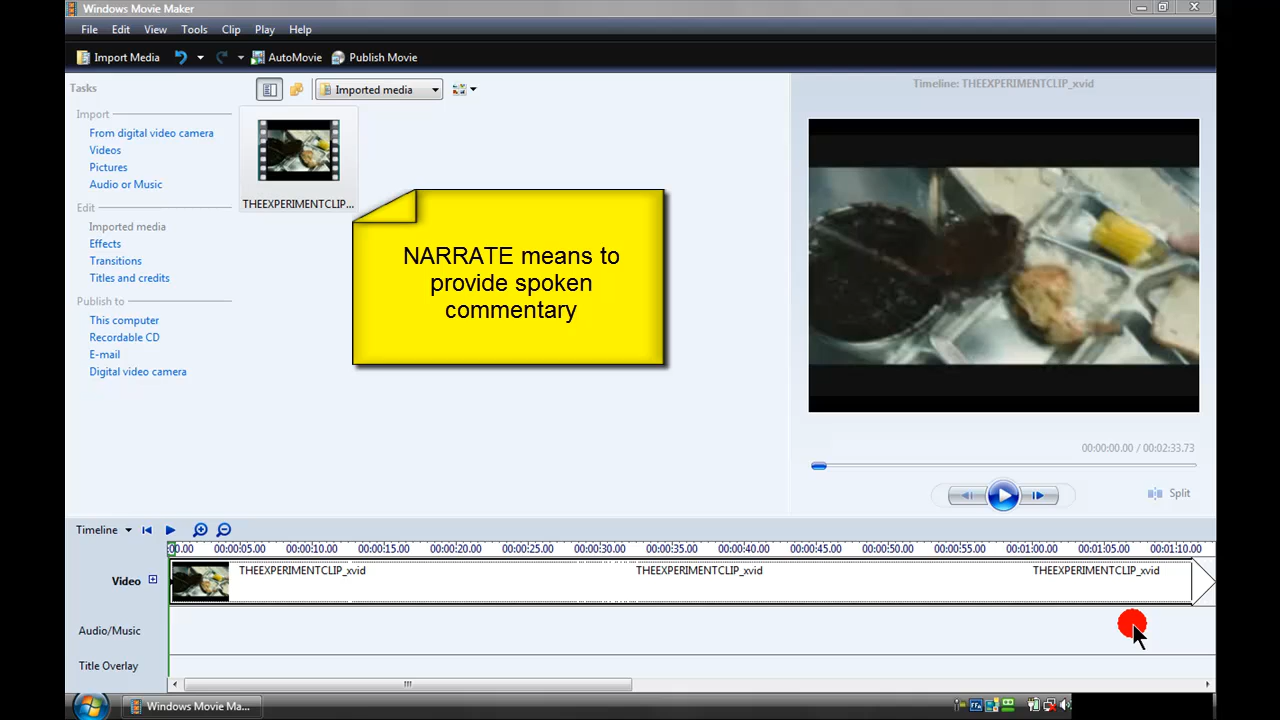 Windows Movie Maker
File Edit View Tools Clip Play Help
Import Media AutoMovie Publish Movie
Tasks
Imported media
Timeline: THEEXPERIMENTCLIP_xvid
Import
From digital video camera
Videos
Pictures
Audio or Music
Edit
Imported media
Effects
Transitions
Titles and credits
Publish to
This computer
Recordable CD
E-mail
Digital video camera
THEEXPERIMENTCLIP...
NARRATE means to
provide spoken
commentary
00:00:00.00 / 00:02:33.73
Split
Timeline
:00.00 00:00:05.00 00:00:10.00 00:00:15.00 00:00:20.00 00:00:25.00 00:00:30.00 00:00:35.00 00:00:40.00 00:00:45.00 00:00:50.00 00:00:55.00 00:01:00.00 00:01:05.00 00:01:10.00
Video THEEXPERIMENTCLIP_xvid THEEXPERIMENTCLIP_xvid THEEXPERIMENTCLIP_xvid
Audio/Music
Title Overlay
Windows Movie Ma...